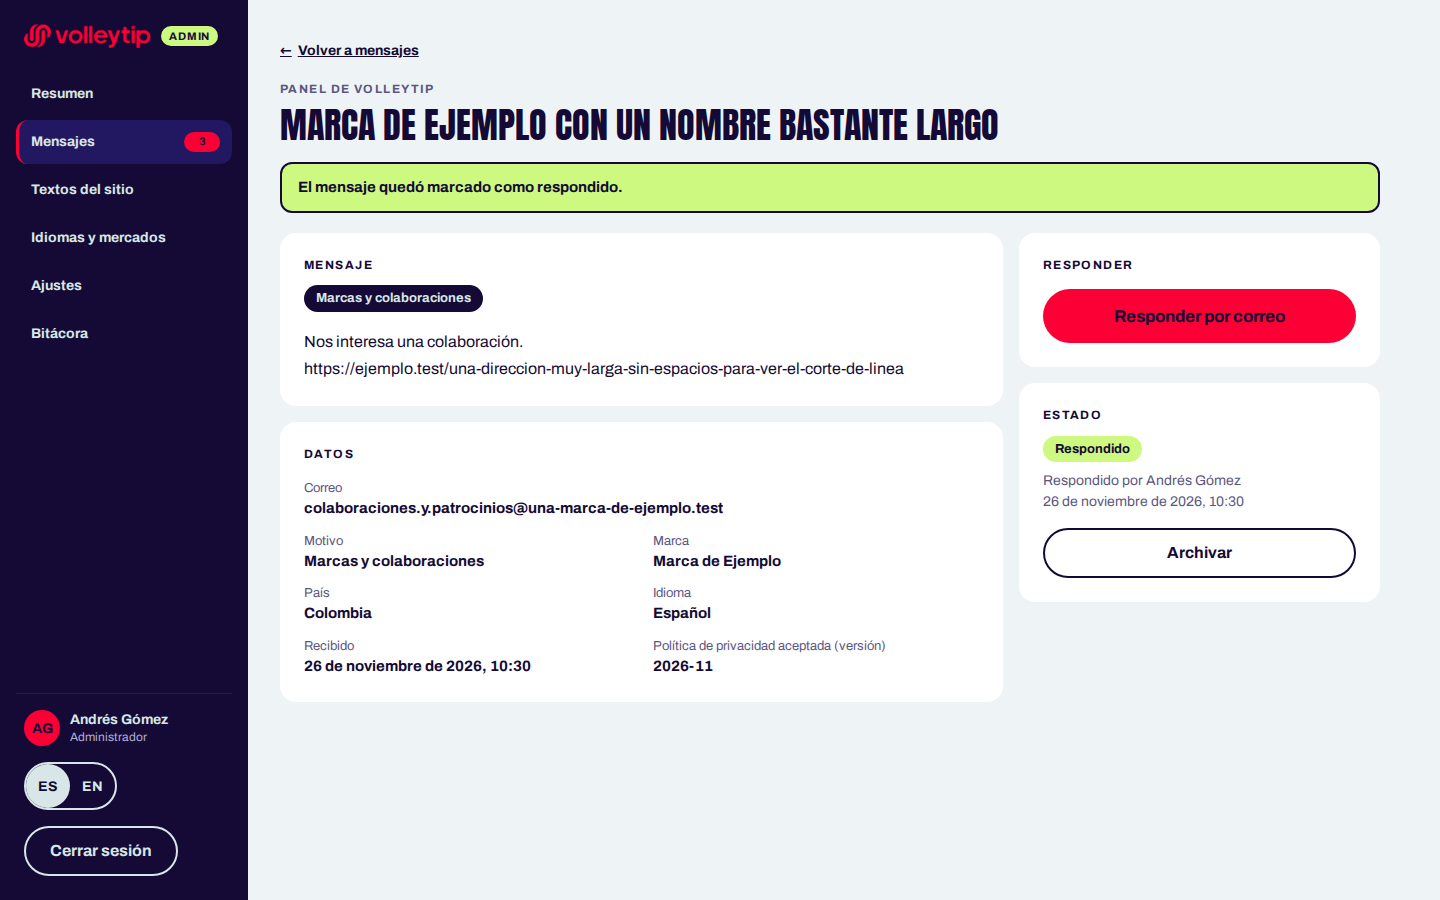 volleytip ADMIN
Resumen
Mensajes 3
Textos del sitio
Idiomas y mercados
Ajustes
Bitácora
AG Andrés Gómez
Administrador
ES EN
Cerrar sesión
← Volver a mensajes
PANEL DE VOLLEYTIP
MARCA DE EJEMPLO CON UN NOMBRE BASTANTE LARGO
El mensaje quedó marcado como respondido.
MENSAJE
Marcas y colaboraciones
Nos interesa una colaboración.
https://ejemplo.test/una-direccion-muy-larga-sin-espacios-para-ver-el-corte-de-linea
DATOS
Correo
colaboraciones.y.patrocinios@una-marca-de-ejemplo.test
Motivo Marca
Marcas y colaboraciones Marca de Ejemplo
País Idioma
Colombia Español
Recibido Política de privacidad aceptada (versión)
26 de noviembre de 2026, 10:30 2026-11
RESPONDER
Responder por correo
ESTADO
Respondido
Respondido por Andrés Gómez
26 de noviembre de 2026, 10:30
Archivar